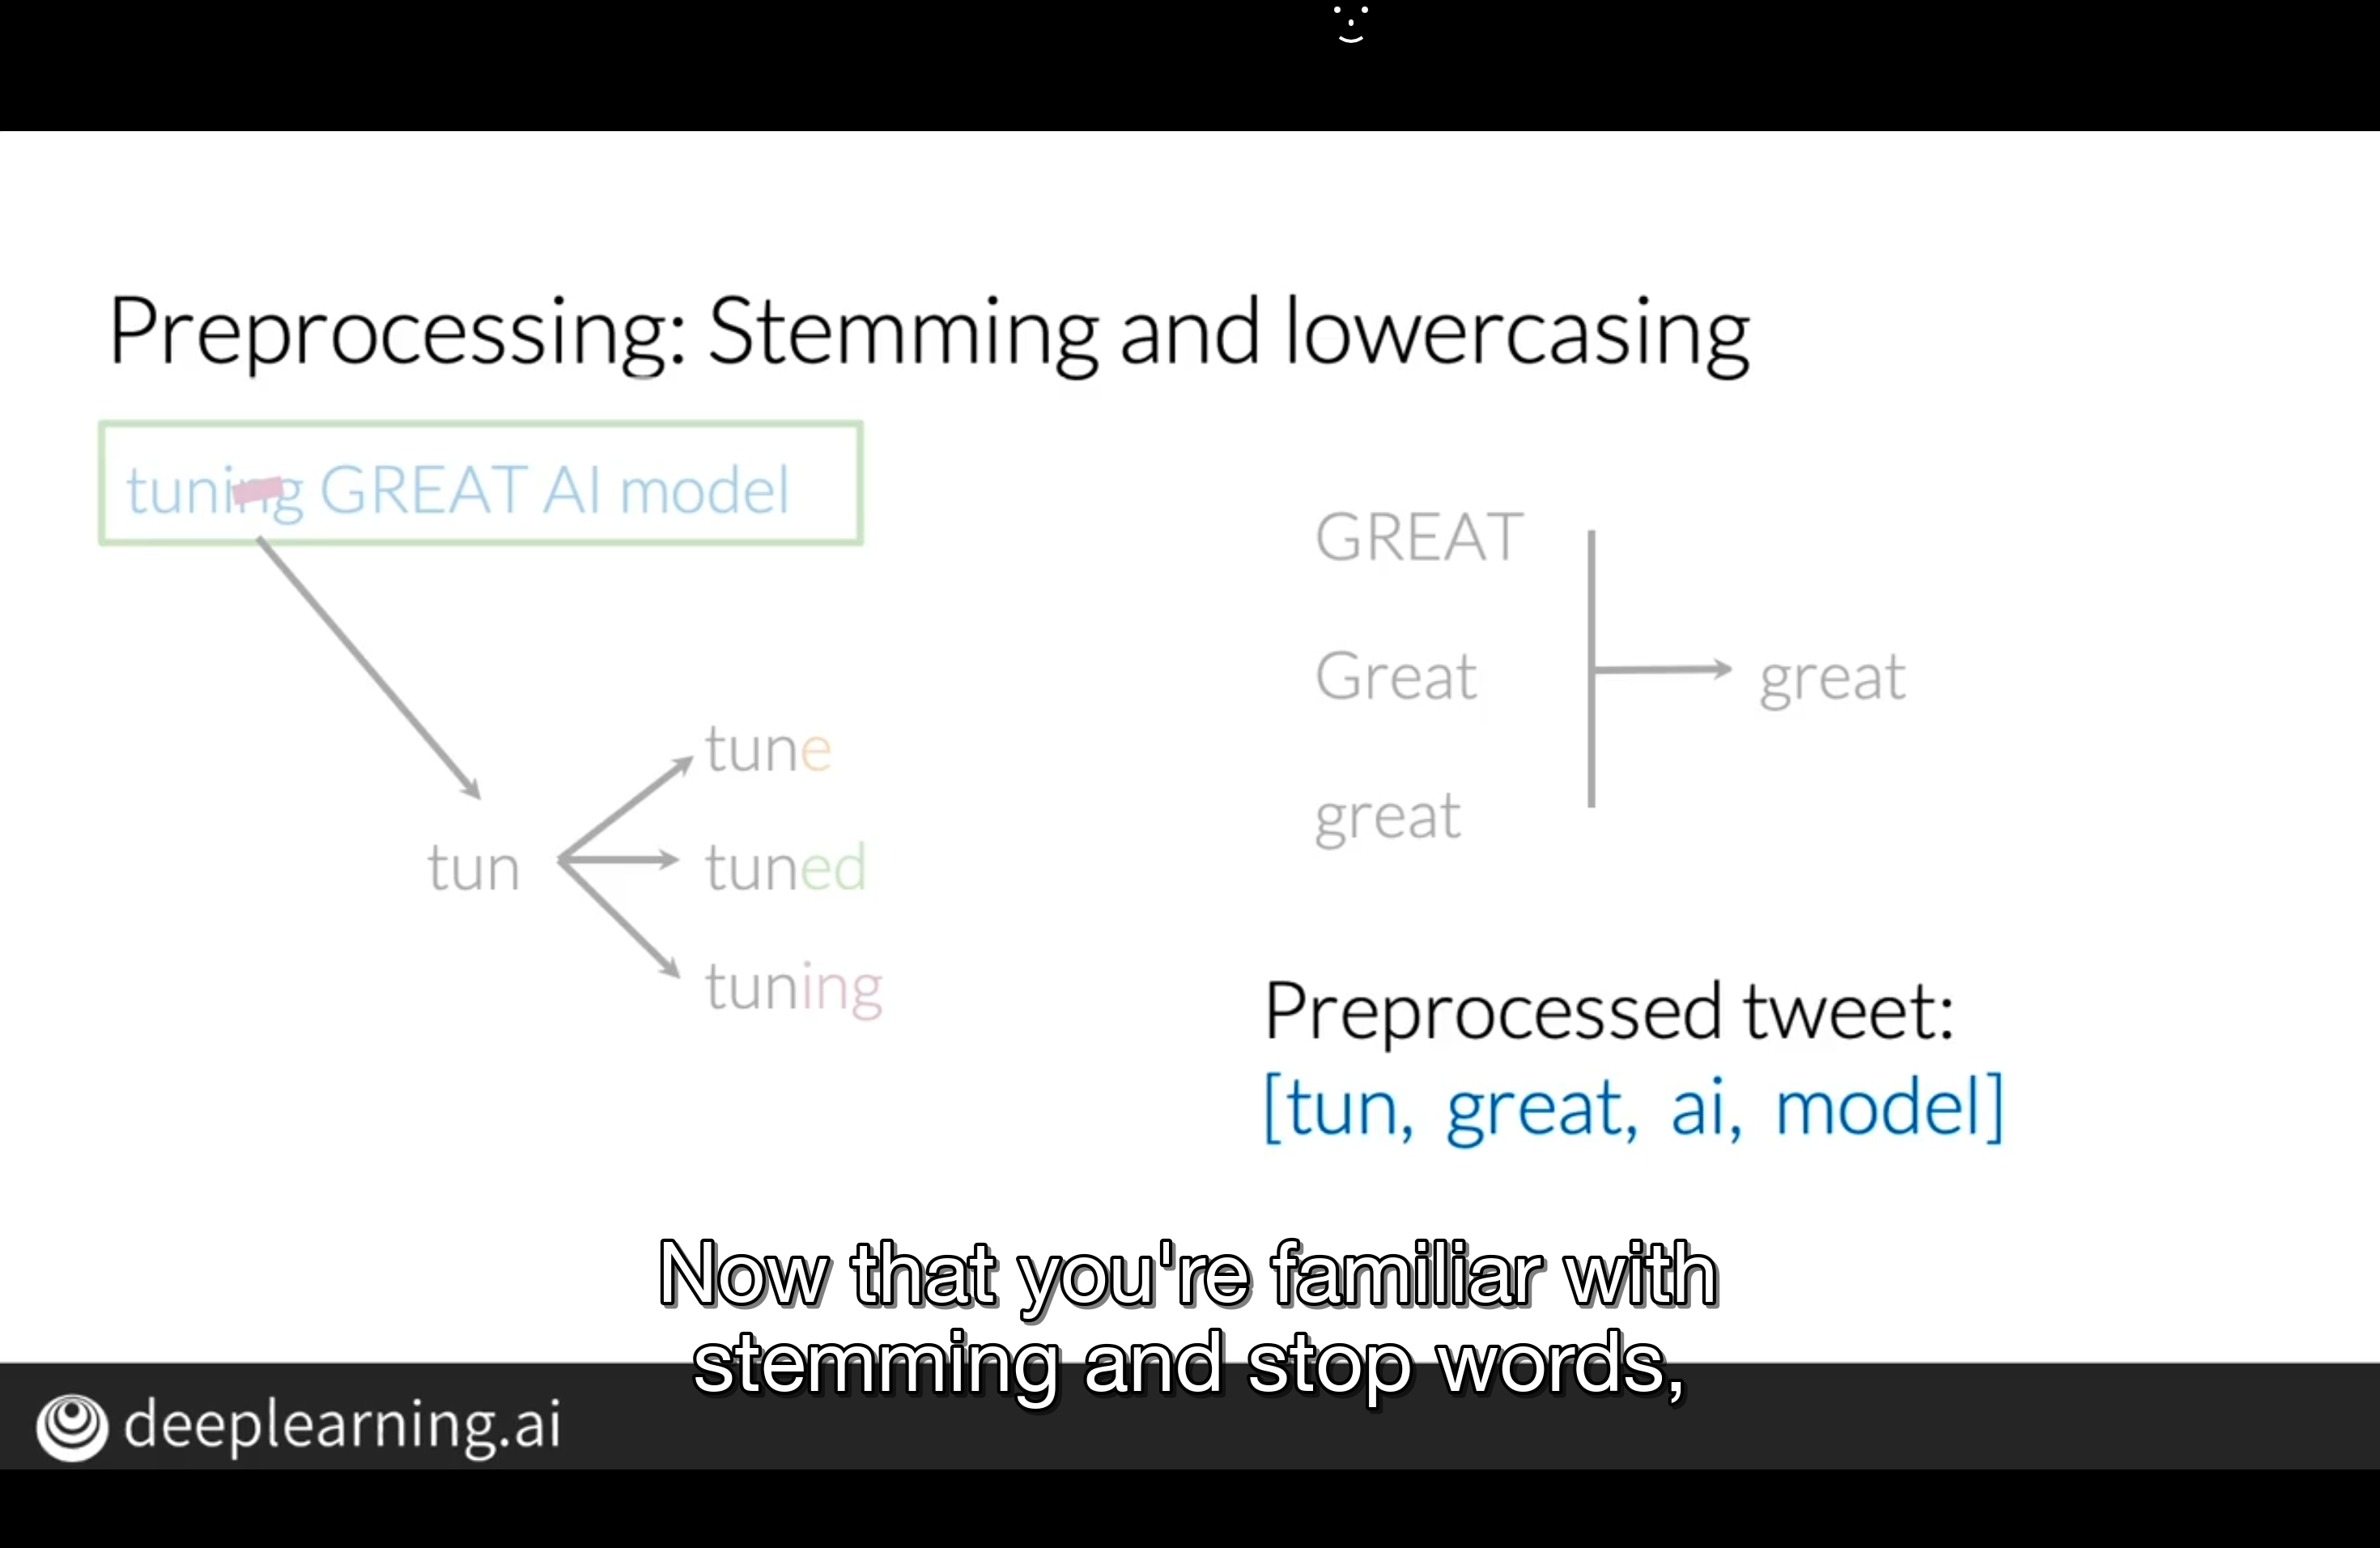 Preprocessing: Stemming and lowercasing
tuning GREAT AI model
GREAT
Great
great
great
tune
tun
tuned
tuning
Preprocessed tweet:
[tun, great, ai, model]
Now that you're familiar with
stemming and stop words,
deeplearning.ai